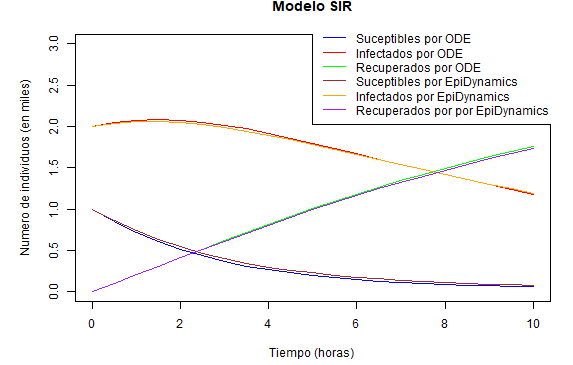 Modelo SIR
Suceptibles por ODE
Infectados por ODE
Recuperados por ODE
Suceptibles por EpiDynamics
Infectados por EpiDynamics
Recuperados por por EpiDynamics
Numero de individuos (en miles)
3.0
2.5
2.0
1.5
1.0
0.5
0.0
0 2 4 6 8 10
Tiempo (horas)